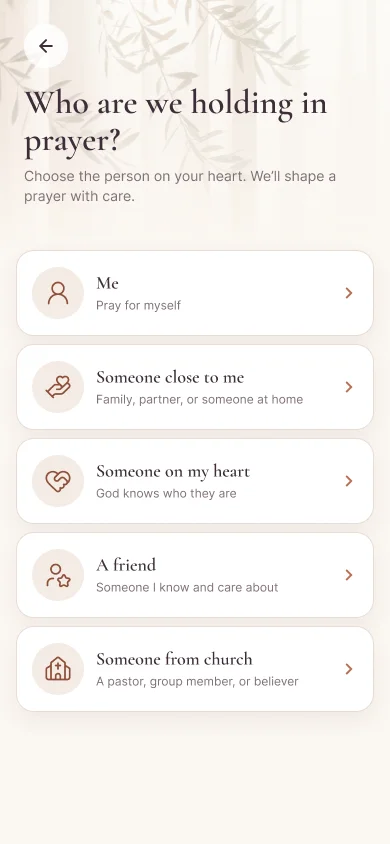 Who are we holding in
prayer?
Choose the person on your heart. We’ll shape a
prayer with care.
Me
Pray for myself
Someone close to me
Family, partner, or someone at home
Someone on my heart
God knows who they are
A friend
Someone I know and care about
Someone from church
A pastor, group member, or believer